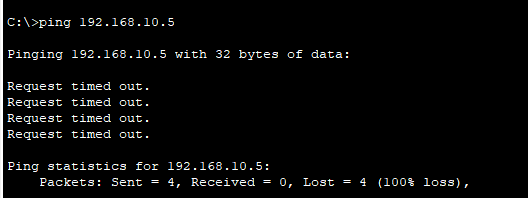 C:\>ping 192.168.10.5
Pinging 192.168.10.5 with 32 bytes of data:
Request timed out.
Request timed out.
Request timed out.
Request timed out.
Ping statistics for 192.168.10.5:
    Packets: Sent = 4, Received = 0, Lost = 4 (100% loss),